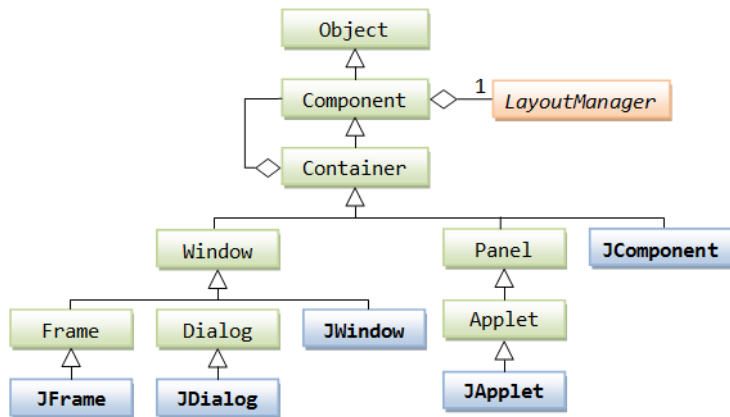 Object
Component
1
LayoutManager
Container
Window
Panel
JComponent
Frame
Dialog
JWindow
Applet
JFrame
JDialog
JApplet